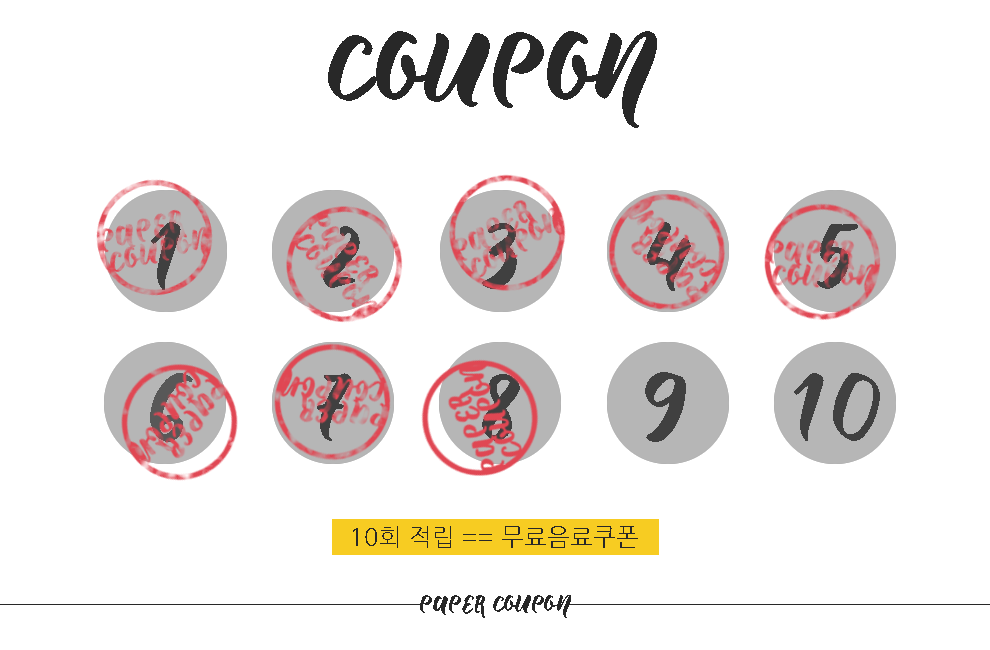 COUPON
1 2 3 4 5
PAPER COUPON PAPER COUPON PAPER COUPON PAPER COUPON PAPER COUPON
6 7 8 9 10
PAPER COUPON PAPER COUPON PAPER COUPON
10회 적립 == 무료음료쿠폰
PAPER COUPON